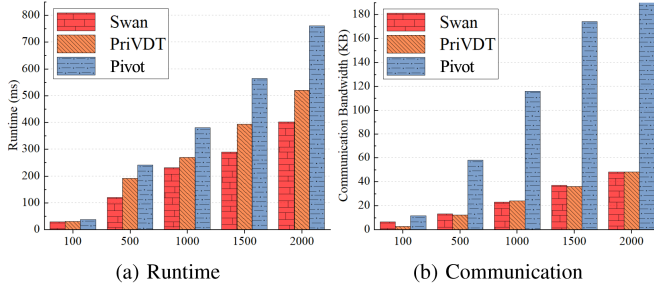 Swan
PriVDT
Pivot
Runtime (ms)
800
700
600
500
400
300
200
100
0
100 500 1000 1500 2000
(a) Runtime
Swan
PriVDT
Pivot
Communication Bandwidth (KB)
180
160
140
120
100
80
60
40
20
0
100 500 1000 1500 2000
(b) Communication